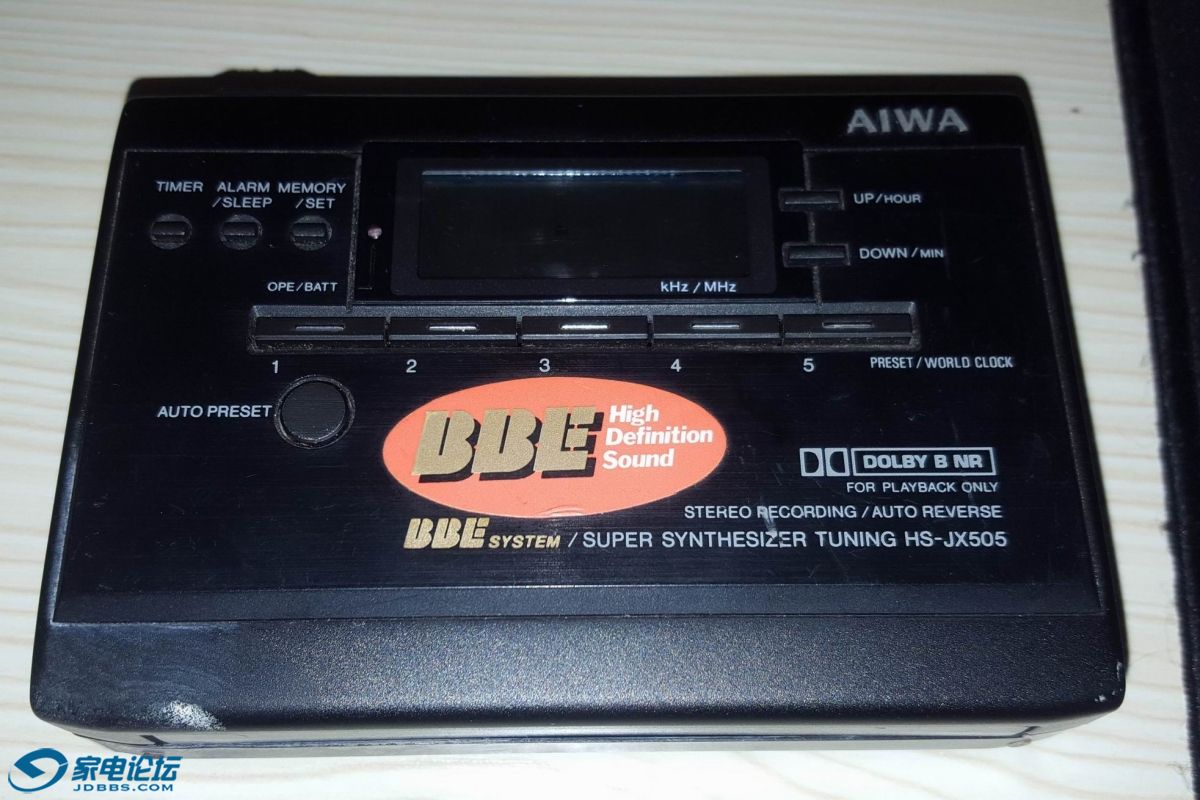 AIWA
TIMER
ALARM
/SLEEP
MEMORY
/SET
UP/HOUR
DOWN/MIN
OPE/BATT
kHz/MHz
1 2 3 4 5
PRESET/WORLD CLOCK
AUTO PRESET
BBE
High
Definition
Sound
DOLBY B NR
FOR PLAYBACK ONLY
STEREO RECORDING/AUTO REVERSE
BBE SYSTEM/SUPER SYNTHESIZER TUNING HS-JX505
家电论坛
JDBBS.COM